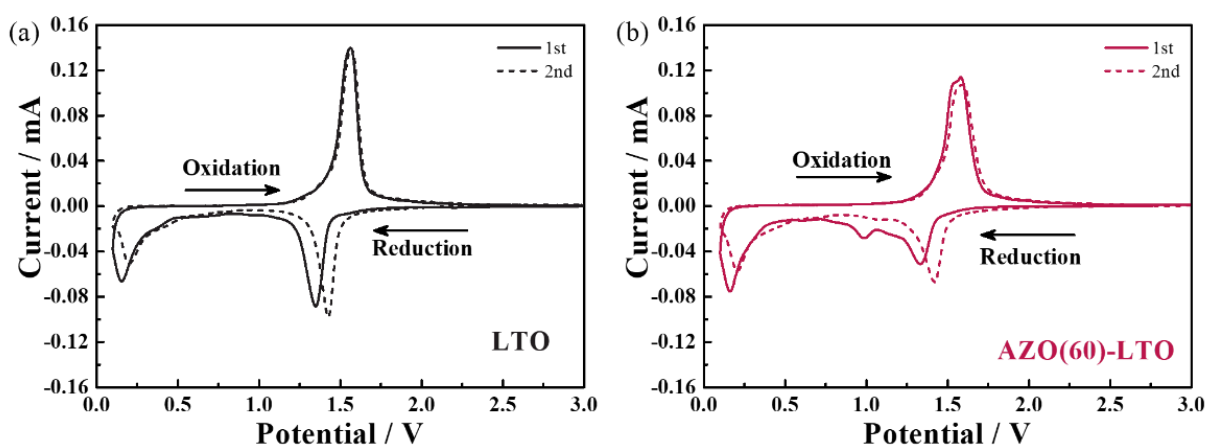 (a)
0.16
0.12
0.08
0.04
0.00
-0.04
-0.08
-0.12
-0.16
Current / mA
1st
2nd
Oxidation
Reduction
LTO
0.0
0.5
1.0
1.5
2.0
2.5
3.0
Potential / V
(b)
0.16
0.12
0.08
0.04
0.00
-0.04
-0.08
-0.12
-0.16
Current / mA
1st
2nd
Oxidation
Reduction
AZO(60)-LTO
0.0
0.5
1.0
1.5
2.0
2.5
3.0
Potential / V